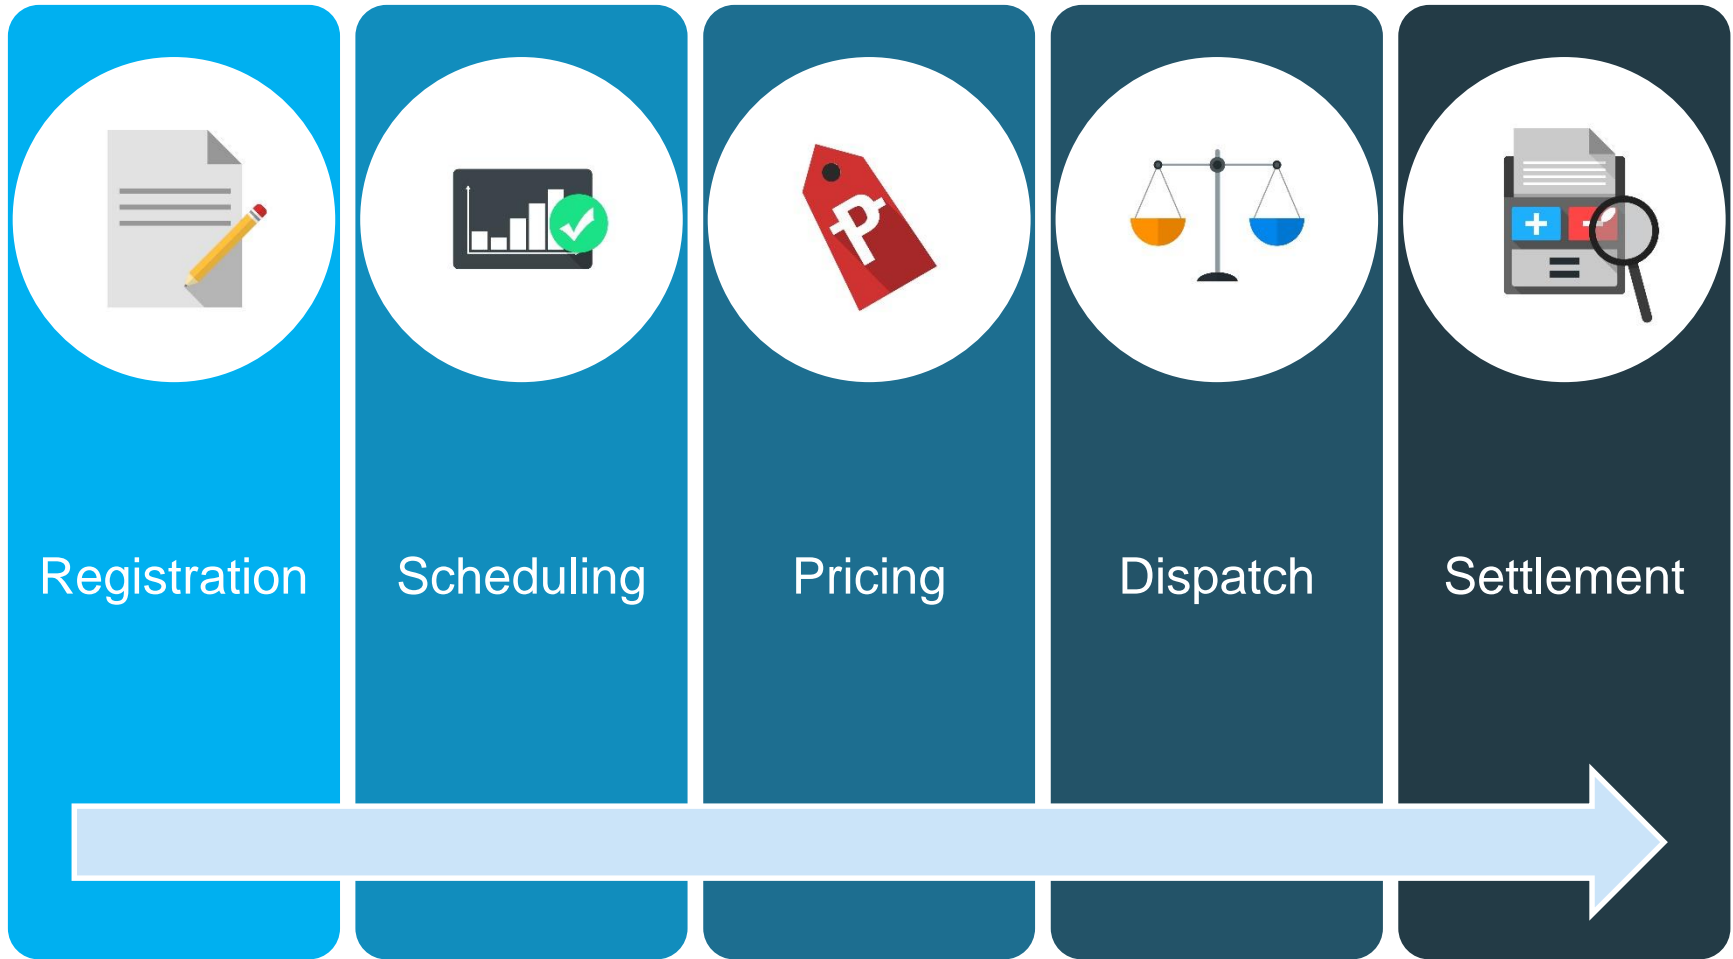 Registration
Scheduling
Pricing
Dispatch
Settlement